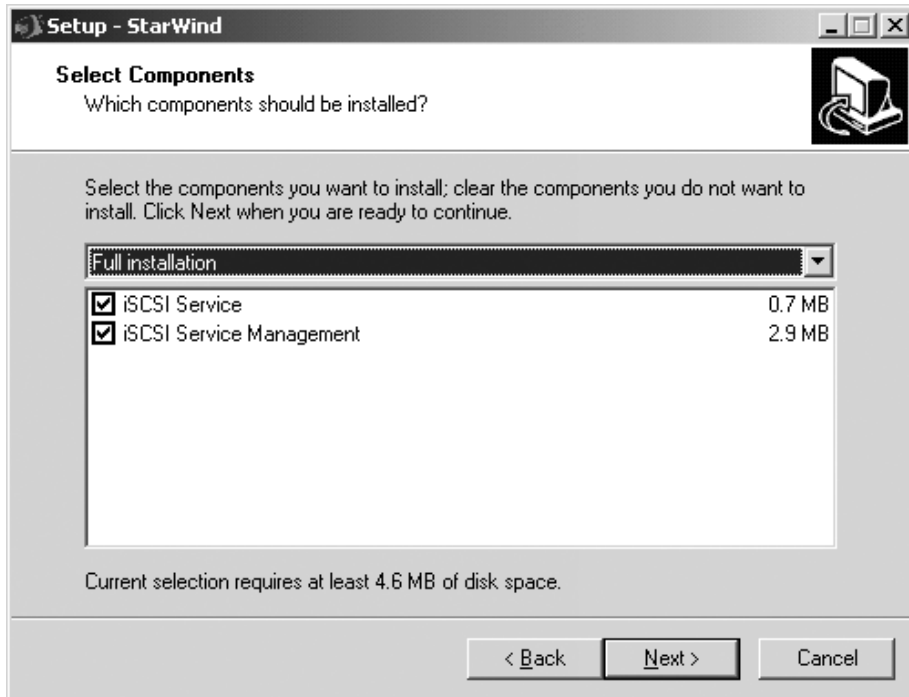 Setup - StarWind
Select Components
Which components should be installed?
Select the components you want to install; clear the components you do not want to
install. Click Next when you are ready to continue.
Full installation
iSCSI Service 0.7 MB
iSCSI Service Management 2.9 MB
Current selection requires at least 4.6 MB of disk space.
< Back Next > Cancel